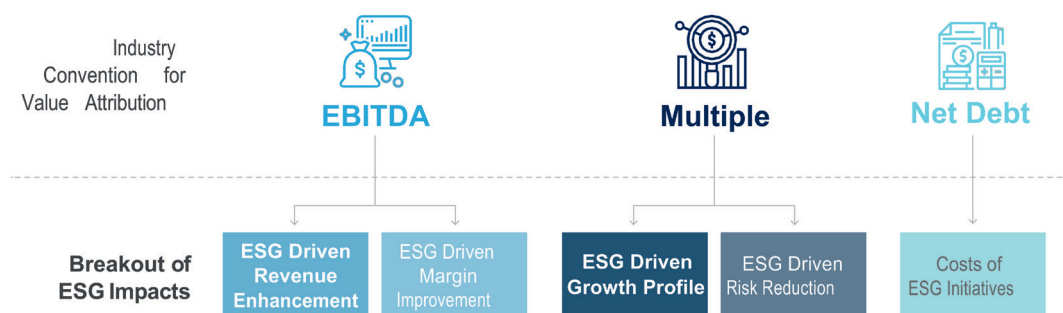 Industry
Convention for
Value Attribution
EBITDA
Multiple
Net Debt
Breakout of
ESG Impacts
ESG Driven
Revenue
Enhancement
ESG Driven
Margin
Improvement
ESG Driven
Growth Profile
ESG Driven
Risk Reduction
Costs of
ESG Initiatives